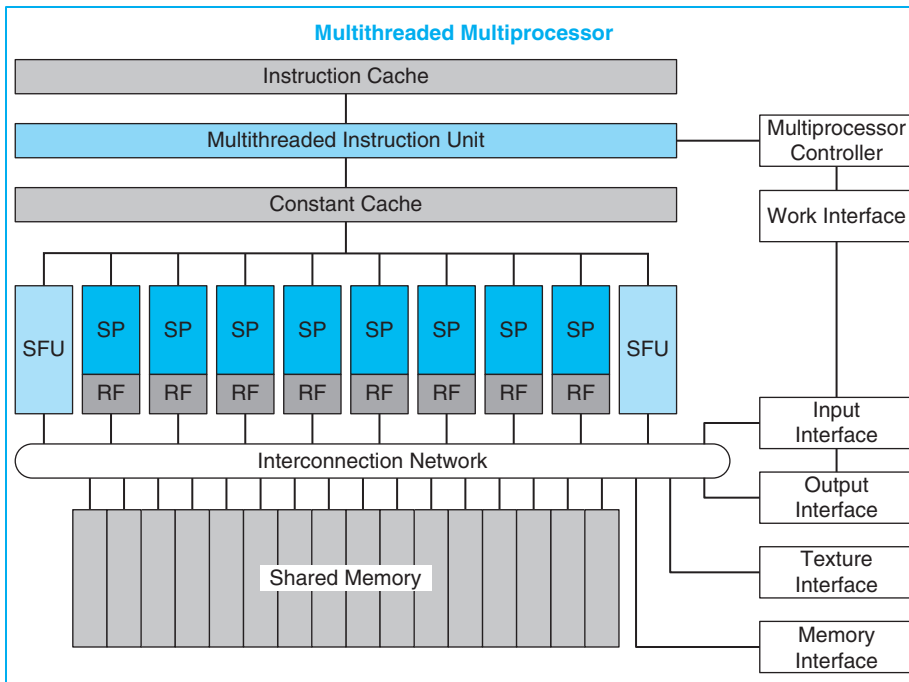 Multithreaded Multiprocessor
Instruction Cache
Multithreaded Instruction Unit
Multiprocessor
Controller
Constant Cache
Work Interface
SFU
SP
SP
SP
SP
SP
SP
SP
SP
SFU
RF
RF
RF
RF
RF
RF
RF
RF
Input
Interface
Interconnection Network
Output
Interface
Texture
Interface
Shared Memory
Memory
Interface